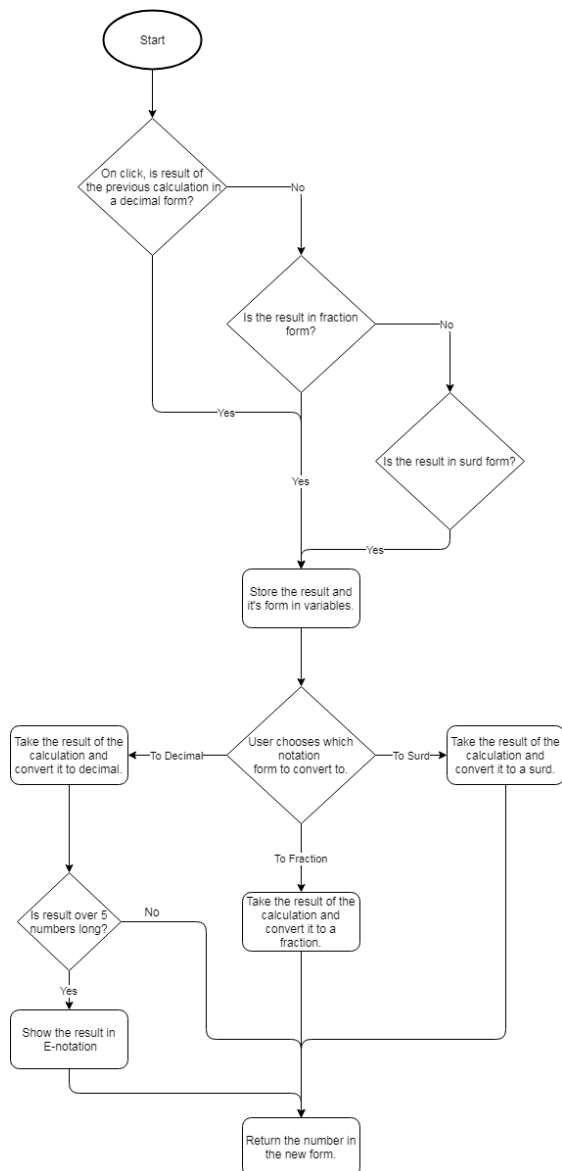 Start
On click, is result of
the previous calculation in
a decimal form?
No
Is the result in fraction
form?
No
Yes
Is the result in surd form?
Yes
Yes
Store the result and
it's form in variables.
Take the result of the
calculation and
convert it to decimal.
To Decimal
User chooses which
notation
form to convert to.
To Surd
Take the result of the
calculation and
convert it to a surd.
To Fraction
Is result over 5
numbers long?
No
Take the result of the
calculation and
convert it to a
fraction.
Yes
Show the result in
E-notation
Return the number in
the new form.